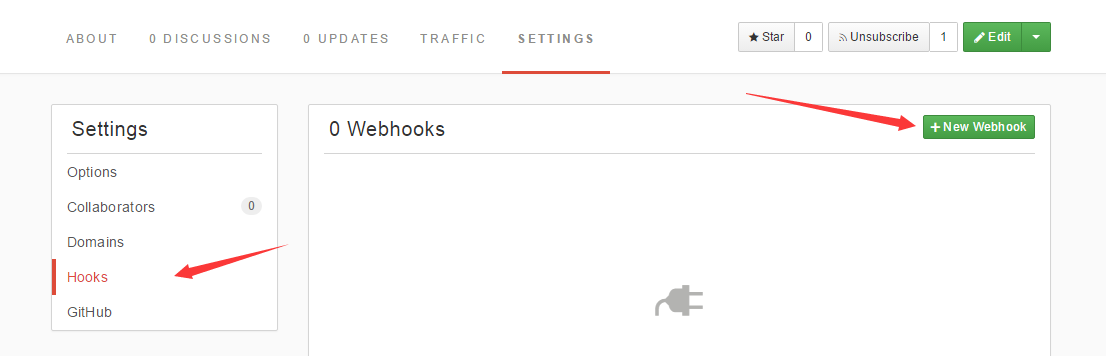 ABOUT 0 DISCUSSIONS 0 UPDATES TRAFFIC SETTINGS Star 0 Unsubscribe 1 Edit
Settings
Options
Collaborators 0
Domains
Hooks
GitHub
0 Webhooks New Webhook